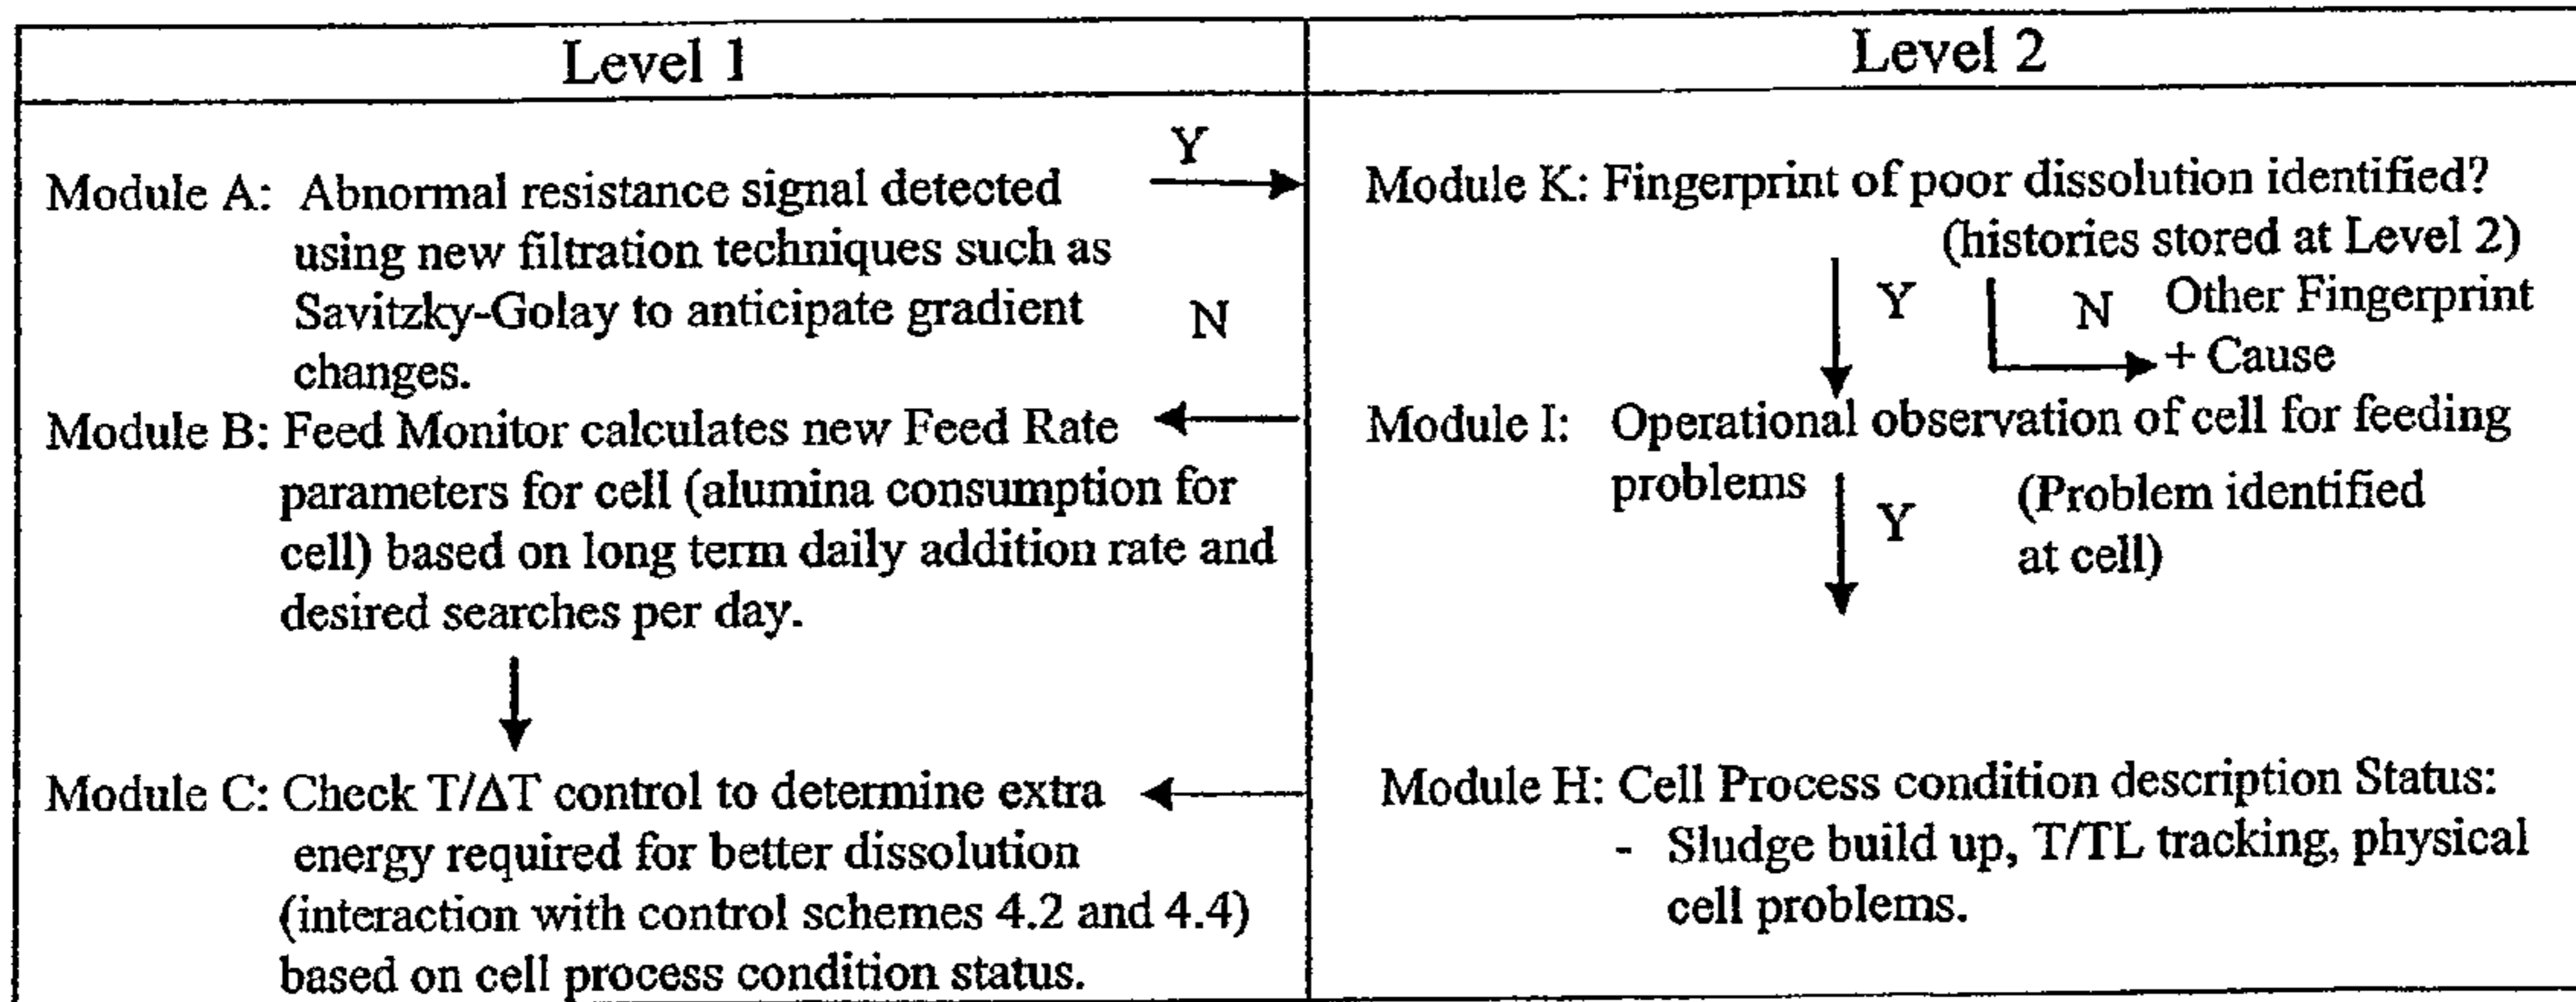 Level 1
Module A: Abnormal resistance signal detected
using new filtration techniques such as
Savitzky-Golay to anticipate gradient
changes.
Y
N
Module B: Feed Monitor calculates new Feed Rate
parameters for cell (alumina consumption for
cell) based on long term daily addition rate and
desired searches per day.
Module C: Check T/ΔT control to determine extra
energy required for better dissolution
(interaction with control schemes 4.2 and 4.4)
based on cell process condition status.
Level 2
Module K: Fingerprint of poor dissolution identified?
(histories stored at Level 2)
Y
N Other Fingerprint
+ Cause
Module I: Operational observation of cell for feeding
problems
Y
(Problem identified
at cell)
Module H: Cell Process condition description Status:
- Sludge build up, T/TL tracking, physical
cell problems.